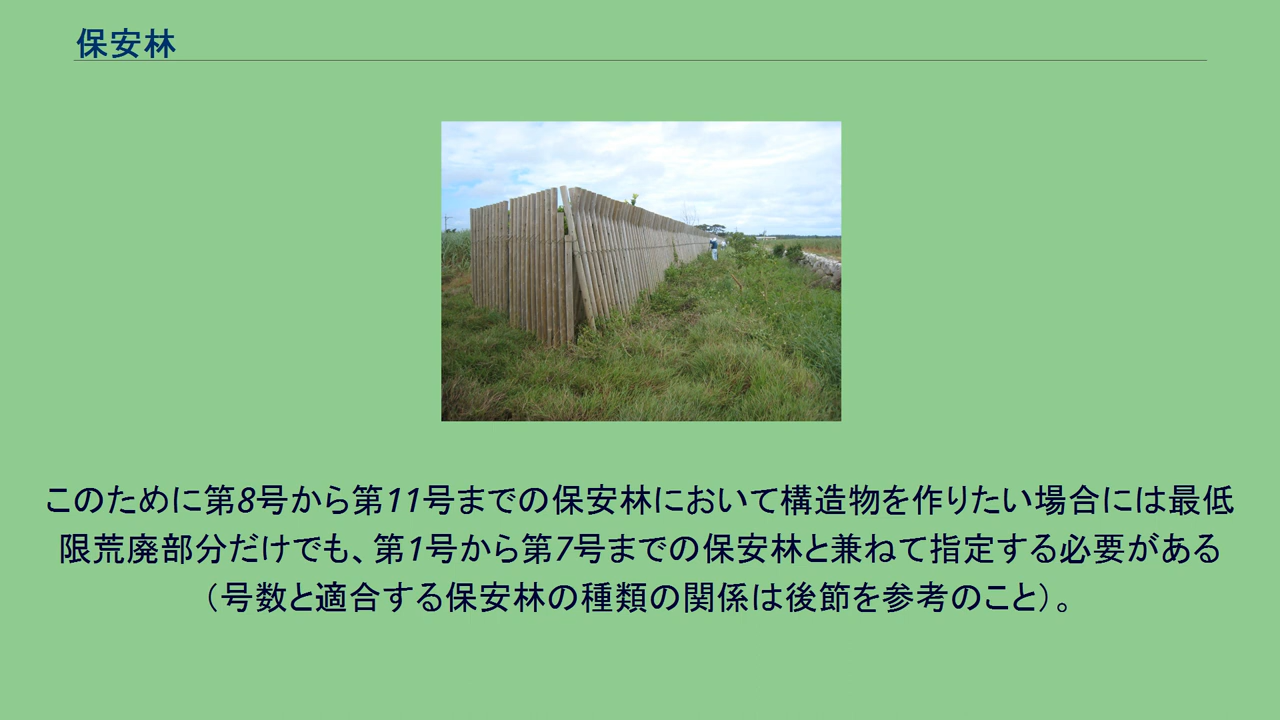 保安林
このために第8号から第11号までの保安林において構造物を作りたい場合には最低
限荒廃部分だけでも、第1号から第7号までの保安林と兼ねて指定する必要がある
（号数と適合する保安林の種類の関係は後節を参考のこと）。